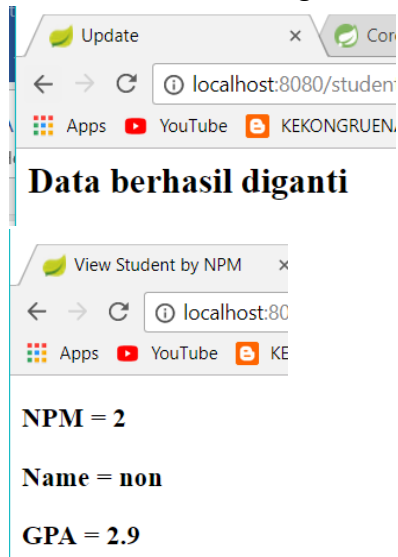 Update × Cor
localhost:8080/student
Apps YouTube KEKONGRUENA
Data berhasil diganti
View Student by NPM ×
localhost:80
Apps YouTube KE
NPM = 2
Name = non
GPA = 2.9